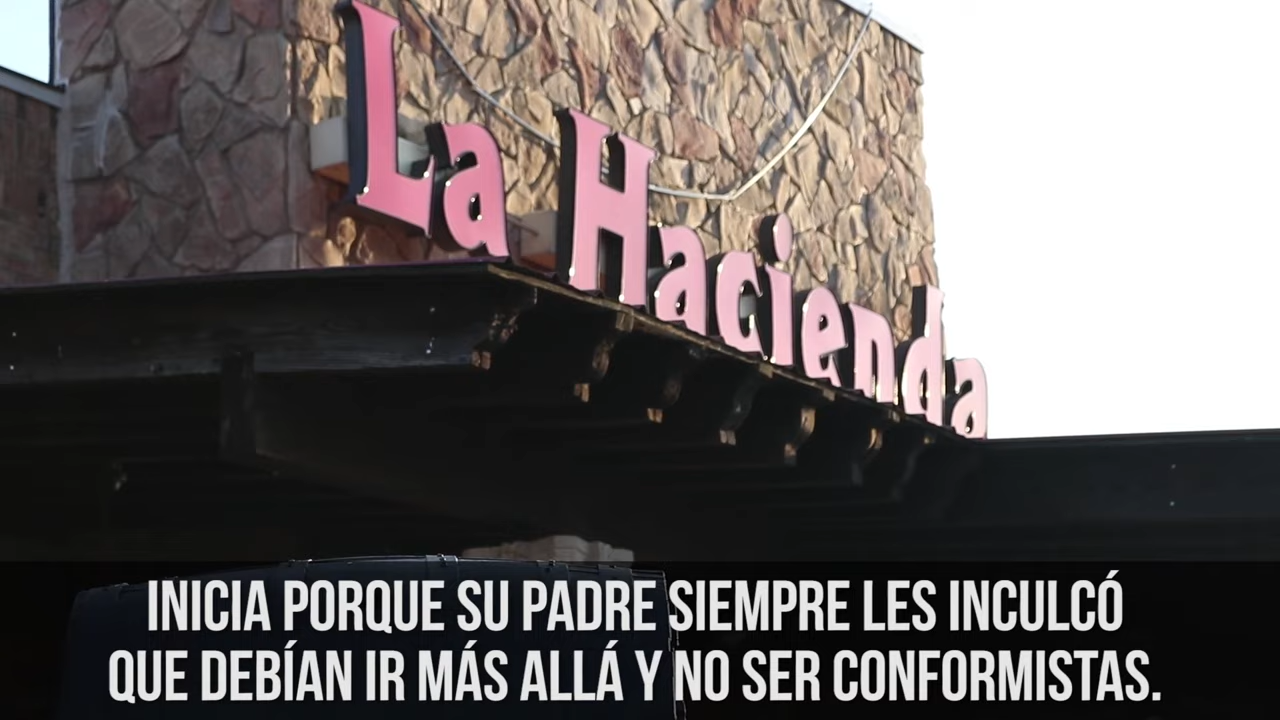 La Hacienda
INICIA PORQUE SU PADRE SIEMPRE LES INCULCÓ
QUE DEBÍAN IR MÁS ALLÁ Y NO SER CONFORMISTAS.